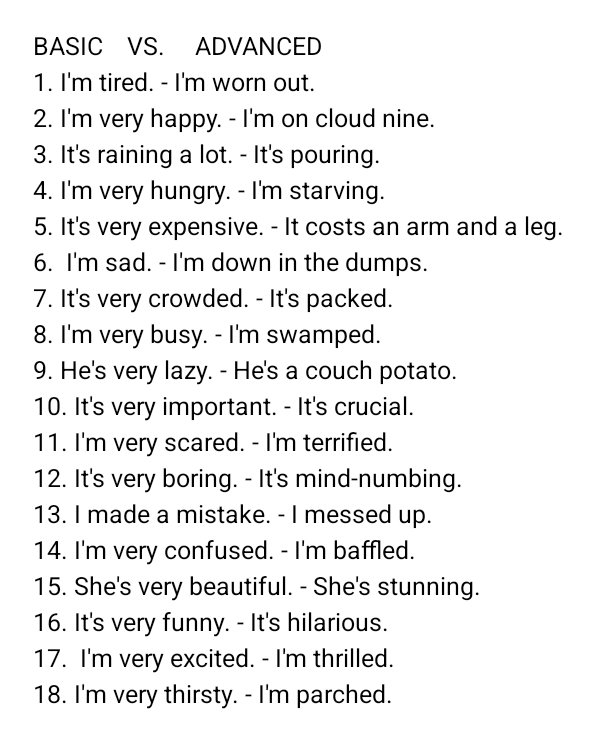 BASIC VS. ADVANCED
1. I'm tired. - I'm worn out.
2. I'm very happy. - I'm on cloud nine.
3. It's raining a lot. - It's pouring.
4. I'm very hungry. - I'm starving.
5. It's very expensive. - It costs an arm and a leg.
6. I'm sad. - I'm down in the dumps.
7. It's very crowded. - It's packed.
8. I'm very busy. - I'm swamped.
9. He's very lazy. - He's a couch potato.
10. It's very important. - It's crucial.
11. I'm very scared. - I'm terrified.
12. It's very boring. - It's mind-numbing.
13. I made a mistake. - I messed up.
14. I'm very confused. - I'm baffled.
15. She's very beautiful. - She's stunning.
16. It's very funny. - It's hilarious.
17. I'm very excited. - I'm thrilled.
18. I'm very thirsty. - I'm parched.